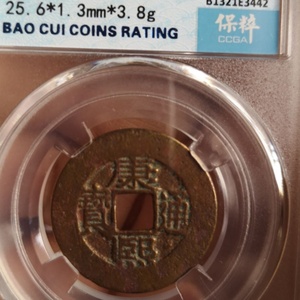 25.6*1.3mm*3.8g
B1321E3442
BAO CUI COINS RATING
保粹
CCGA
康熙通寶